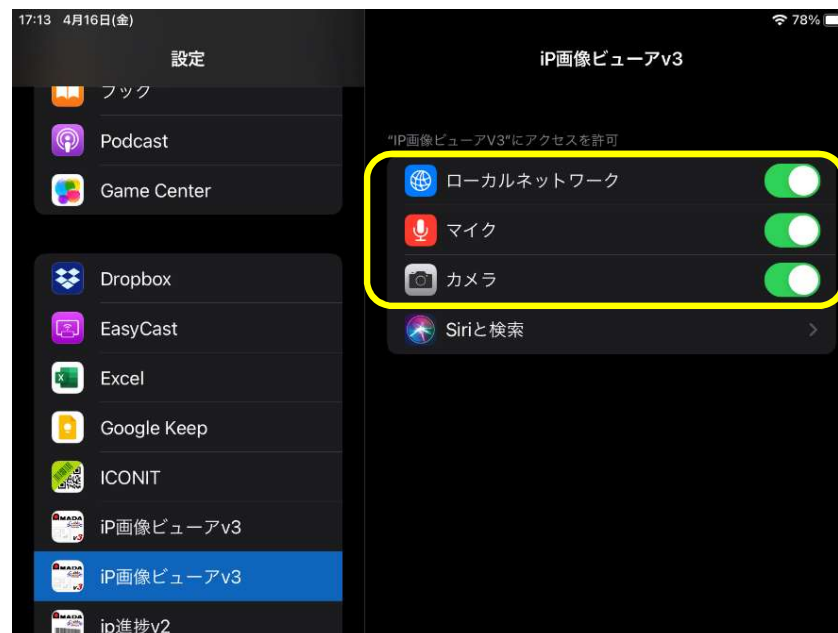 17:13 4月16日(金)
78%
設定
iP画像ビューアv3
ブック
Podcast
Game Center
Dropbox
EasyCast
Excel
Google Keep
ICONIT
iP画像ビューアv3
iP画像ビューアv3
ip進捗v2
"IP画像ビューアV3"にアクセスを許可
ローカルネットワーク
マイク
カメラ
Siriと検索